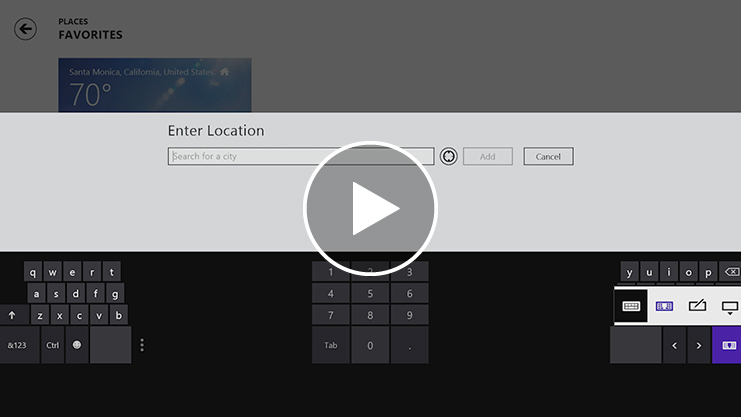 PLACES
FAVORITES
Santa Monica, California, United States
70°
Enter Location
Search for a city
Add
Cancel
q w e r t
1 2 3
y u i o p
a s d f g
4 5 6
z x c v b
7 8 9
&123 Ctrl
Tab 0 .
< >